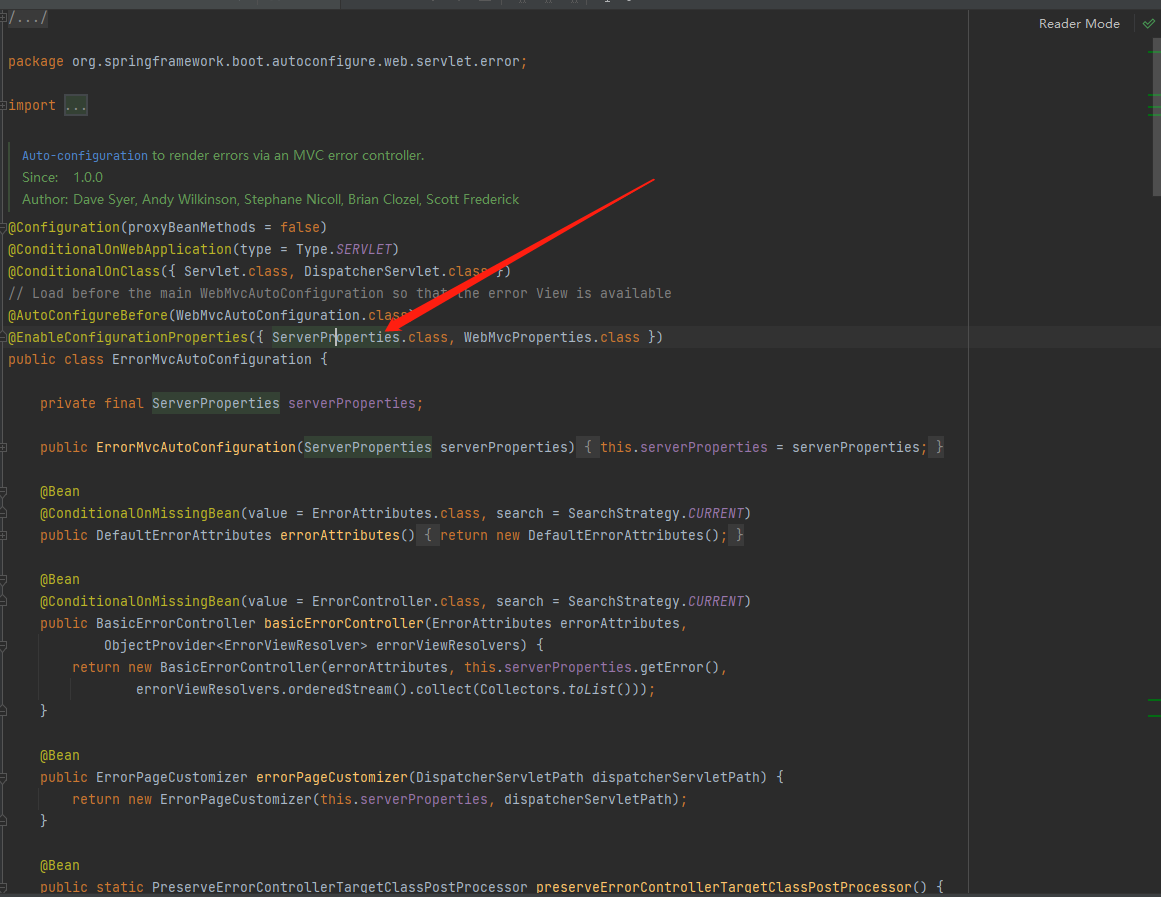 /.../
Reader Mode
package org.springframework.boot.autoconfigure.web.servlet.error;
import ...
Auto-configuration to render errors via an MVC error controller.
Since: 1.0.0
Author: Dave Syer, Andy Wilkinson, Stephane Nicoll, Brian Clozel, Scott Frederick
@Configuration(proxyBeanMethods = false)
@ConditionalOnWebApplication(type = Type.SERVLET)
@ConditionalOnClass({ Servlet.class, DispatcherServlet.class })
// Load before the main WebMvcAutoConfiguration so that the error View is available
@AutoConfigureBefore(WebMvcAutoConfiguration.class)
@EnableConfigurationProperties({ ServerProperties.class, WebMvcProperties.class })
public class ErrorMvcAutoConfiguration {
private final ServerProperties serverProperties;
public ErrorMvcAutoConfiguration(ServerProperties serverProperties) { this.serverProperties = serverProperties; }
@Bean
@ConditionalOnMissingBean(value = ErrorAttributes.class, search = SearchStrategy.CURRENT)
public DefaultErrorAttributes errorAttributes() { return new DefaultErrorAttributes(); }
@Bean
@ConditionalOnMissingBean(value = ErrorController.class, search = SearchStrategy.CURRENT)
public BasicErrorController basicErrorController(ErrorAttributes errorAttributes,
ObjectProvider<ErrorViewResolver> errorViewResolvers) {
return new BasicErrorController(errorAttributes, this.serverProperties.getError(),
errorViewResolvers.orderedStream().collect(Collectors.toList()));
}
@Bean
public ErrorPageCustomizer errorPageCustomizer(DispatcherServletPath dispatcherServletPath) {
return new ErrorPageCustomizer(this.serverProperties, dispatcherServletPath);
}
@Bean
public static PreserveErrorControllerTargetClassPostProcessor preserveErrorControllerTargetClassPostProcessor() {